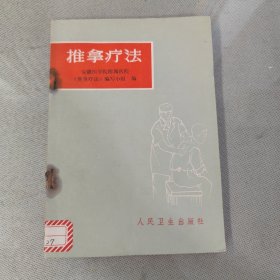 推拿疗法
安徽医学院附属医院
《推拿疗法》编写小组 编
人民卫生出版社